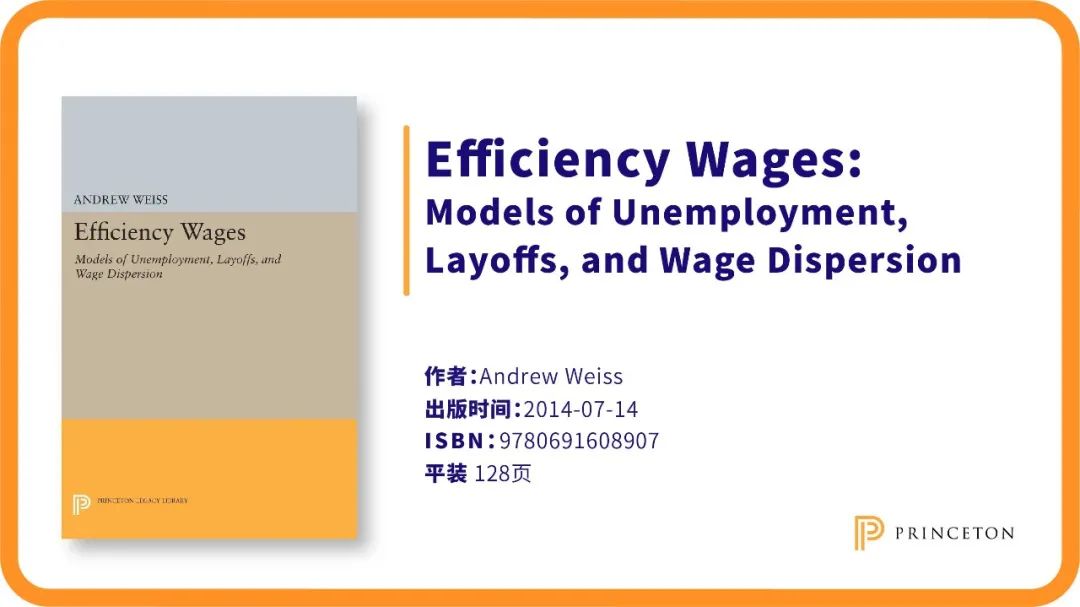 ANDREW WEISS
Efficiency Wages
Models of Unemployment, Layoffs, and
Wage Dispersion
PRINCETON LEGACY LIBRARY
Efficiency Wages:
Models of Unemployment,
Layoffs, and Wage Dispersion
作者:Andrew Weiss
出版时间:2014-07-14
ISBN:9780691608907
平装 128页
PRINCETON